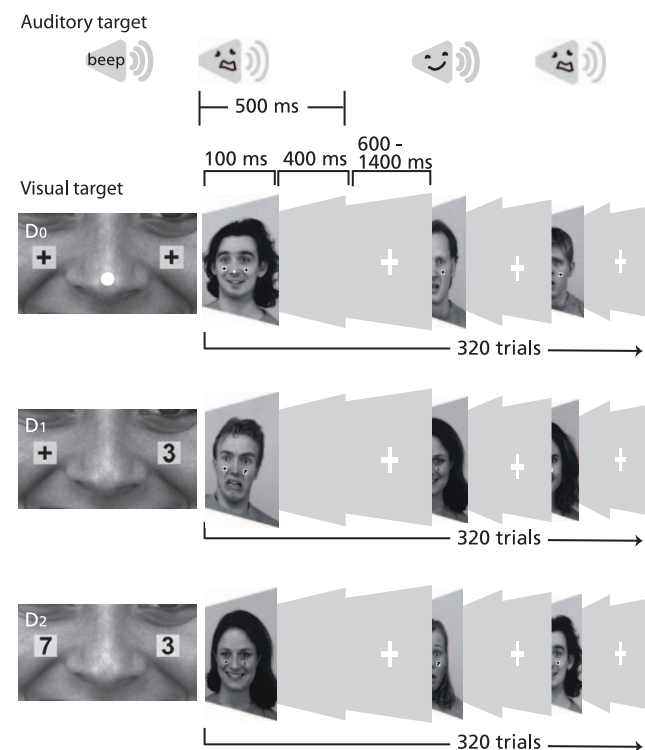 Auditory target
beep
500 ms
100 ms 400 ms 600 -
1400 ms
Visual target
D0
+ +
+ + +
320 trials
D1
+ 3
+ + +
320 trials
D2
7 3
+ + +
320 trials